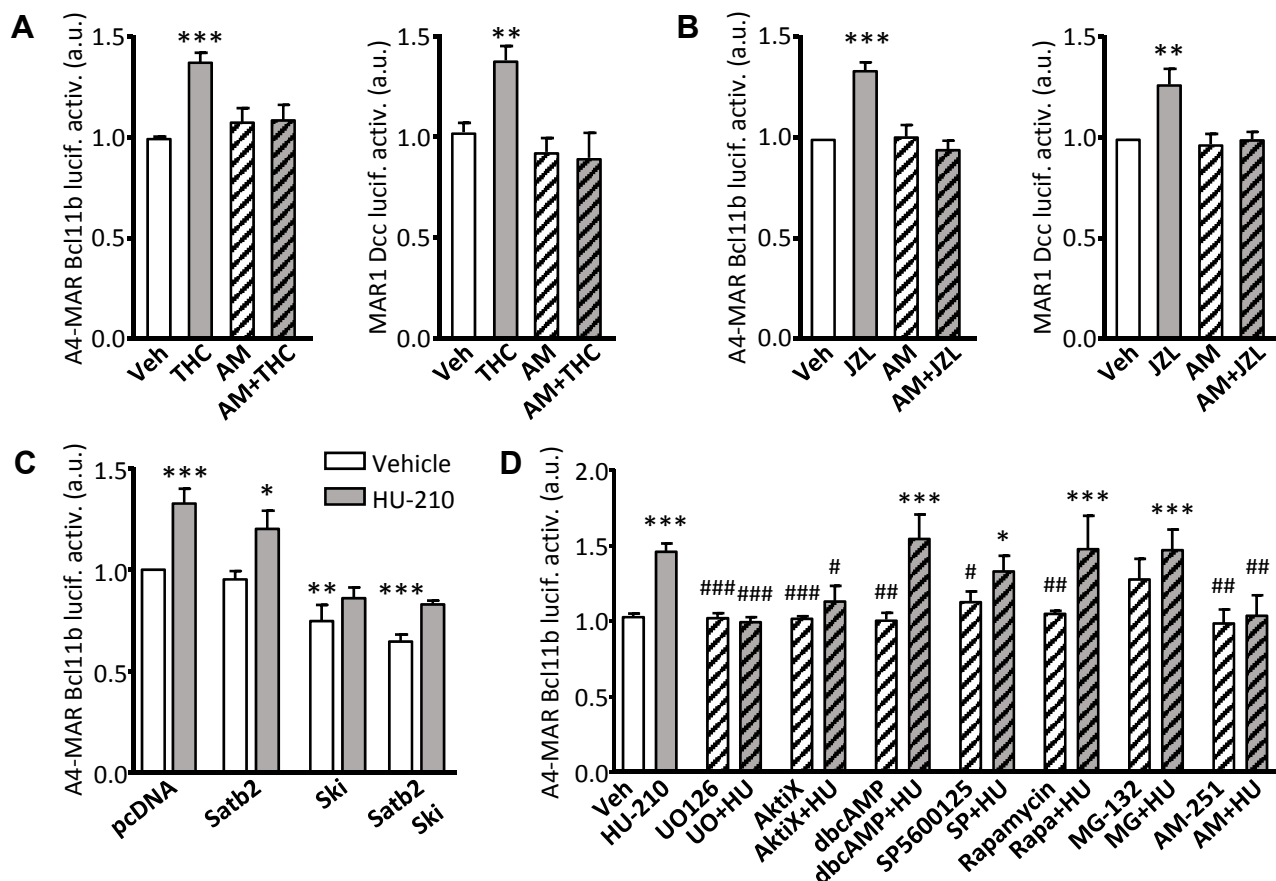 A
A4-MAR Bcl11b lucif. activ. (a.u.)
1.5
1.0
0.5
0.0
***
Veh
THC
AM
AM+THC
MAR1 Dcc lucif. activ. (a.u.)
1.5
1.0
0.5
0.0
**
Veh
THC
AM
AM+THC
B
A4-MAR Bcl11b lucif. activ. (a.u.)
1.5
1.0
0.5
0.0
***
Veh
JZL
AM
AM+JZL
MAR1 Dcc lucif. activ. (a.u.)
1.5
1.0
0.5
0.0
**
Veh
JZL
AM
AM+JZL
C
A4-MAR Bcl11b lucif. activ. (a.u.)
1.5
1.0
0.5
0.0
Vehicle
HU-210
***
*
**
***
pcDNA
Satb2
Ski
Satb2
Ski
D
A4-MAR Bcl11b lucif. activ. (a.u.)
2.0
1.5
1.0
0.5
0.0
***
###
###
###
#
##
***
#
*
##
***
***
##
##
Veh
HU-210
UO126
UO+HU
AktiX
AktiX+HU
dbcAMP
dbcAMP+HU
SP5600125
SP+HU
Rapamycin
Rapa+HU
MG-132
MG+HU
AM-251
AM+HU